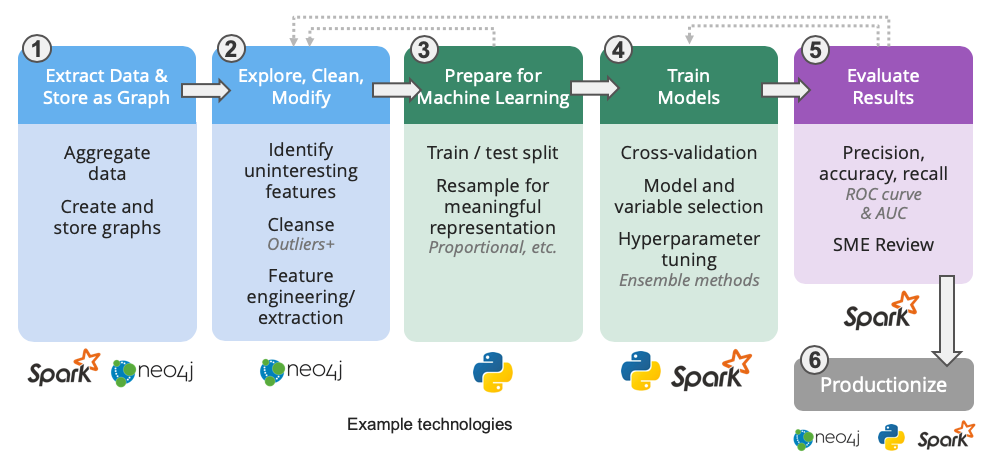 1
Extract Data &
Store as Graph
Aggregate
data
Create and
store graphs
Spark
neo4j
2
Explore, Clean,
Modify
Identify
uninteresting
features
Cleanse
Outliers+
Feature
engineering/
extraction
neo4j
3
Prepare for
Machine Learning
Train / test split
Resample for
meaningful
representation
Proportional, etc.
4
Train
Models
Cross-validation
Model and
variable selection
Hyperparameter
tuning
Ensemble methods
Spark
5
Evaluate
Results
Precision,
accuracy, recall
ROC curve
& AUC
SME Review
Spark
6
Productionize
neo4j
Spark
Example technologies